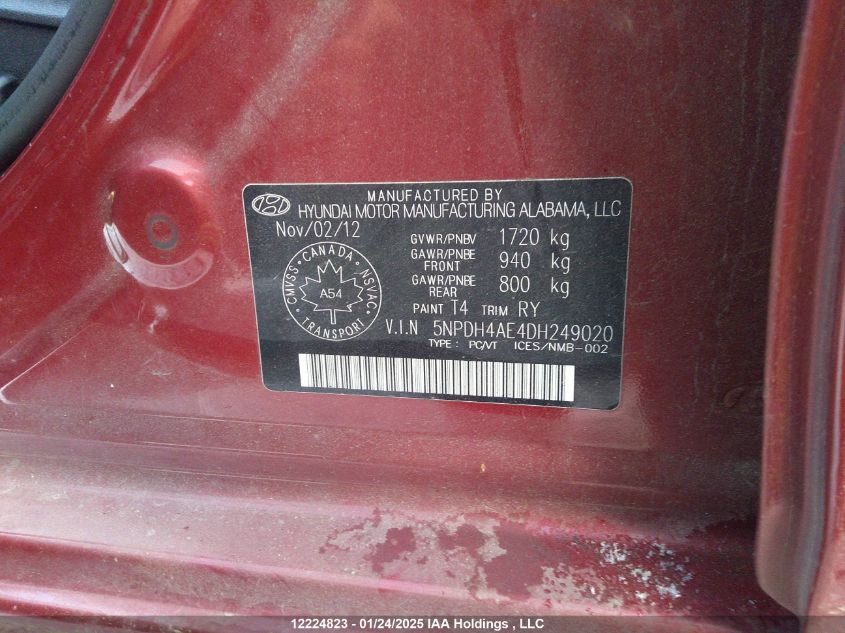 MANUFACTURED BY
HYUNDAI MOTOR MANUFACTURING ALABAMA, LLC
Nov/02/12
GVWR/PNBV 1720 kg
GAWR/PNBE FRONT 940 kg
GAWR/PNBE REAR 800 kg
CANADA
CMVSS
NSVAC
A54
TRANSPORT
PAINT T4 TRIM RY
V.I.N 5NPDH4AE4DH249020
TYPE: PC/VT ICES/NMB-002
12224823 - 01/24/2025 IAA Holdings , LLC